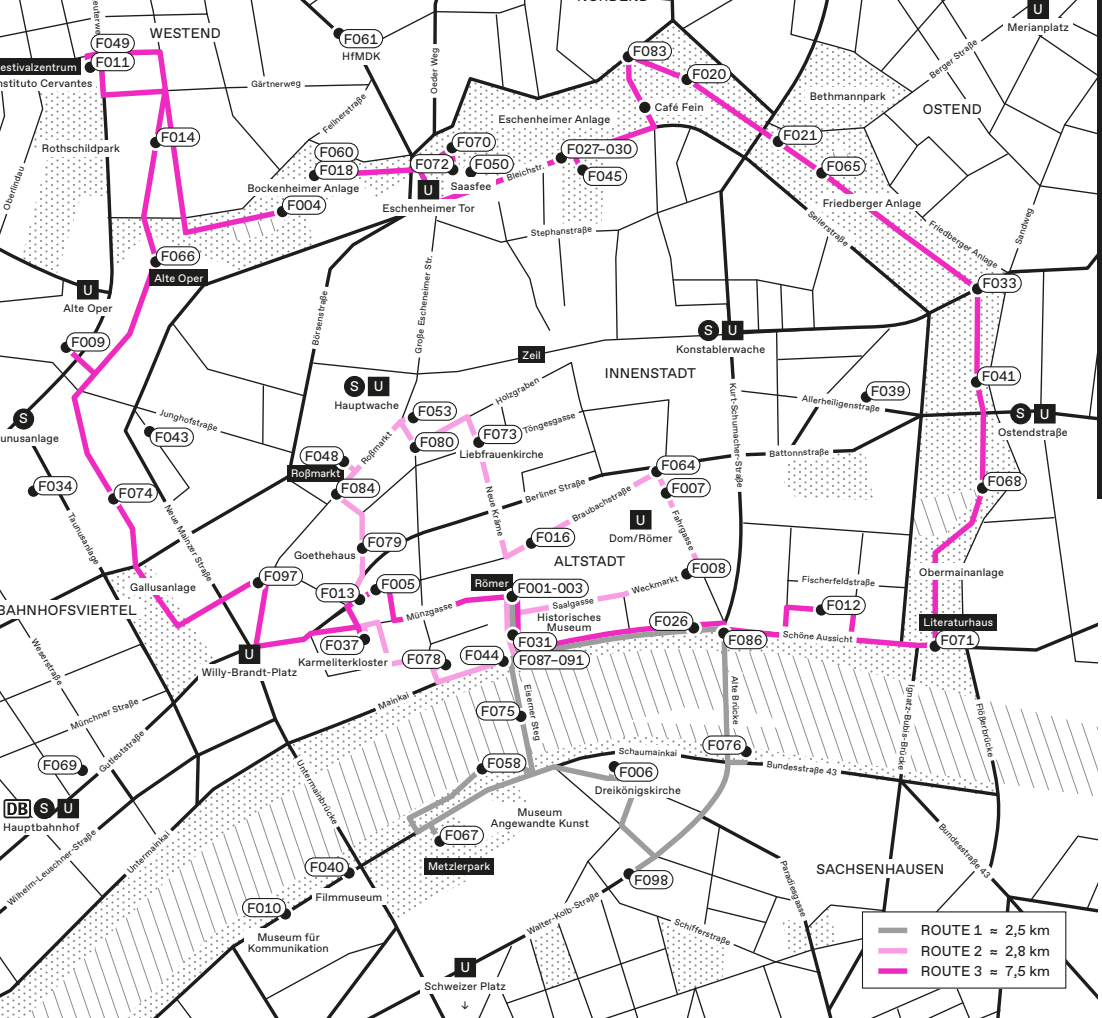 U
Merianplatz
WESTEND
F061
HfMDK
F049
F011
estivalzentrum
nstituto Cervantes
Gärtnerweg
Oeder Weg
F083
F020
Berger Straße
Bethmannpark
OSTEND
Fellnerstraße
Café Fein
Eschenheimer Anlage
F014
Rothschildpark
Oberlindau
F060
F018
F070
F072
F050
Saasfee
F027–030
F045
Bleichstr.
F021
F065
Bockenheimer Anlage
U
Eschenheimer Tor
F004
Friedberger Anlage
Friedberger Anlage
Sandweg
Seilerstraße
Stephanstraße
F066
Alte Oper
U
Alte Oper
F033
Große Eschenheimer Str.
Börsenstraße
F009
S U
Konstablerwache
Zeil
INNENSTADT
F041
F039
Allerheiligenstraße
S U
Hauptwache
Holzgraben
S
unusanlage
Junghofstraße
F043
F053
F080
F073
Töngesgasse
Liebfrauenkirche
Kurt-Schumacher-Straße
S U
Ostendstraße
Roßmarkt
F048
Roßmarkt
F084
Battonnstraße
F064
F007
F068
F034
F074
Berliner Straße
Braubachstraße
Neue Kräme
Taunusanlage
Neue Mainzer Straße
U
Dom/Römer
Fahrgasse
F016
F079
Goethehaus
ALTSTADT
Gallusanlage
F097
F005
F013
Römer
F001-003
F008
Weckmarkt
Saalgasse
Münzgasse
Historisches
Museum
Fischerfeldstraße
Obermainanlage
F012
BAHNHOFSVIERTEL
F037
Karmeliterkloster
F031
F026
F086
Schöne Aussicht
Literaturhaus
F071
U
Willy-Brandt-Platz
F078
F044
F087–091
Weserstraße
Mainkai
Eiserner Steg
Alte Brücke
Ignatz-Bubis-Brücke
Flößerbrücke
Münchner Straße
Gutleutstraße
F075
F076
Schaumainkai
Bundesstraße 43
F069
F058
F006
Dreikönigskirche
Untermainbrücke
DB S U
Hauptbahnhof
Museum
Angewandte Kunst
F067
Metzlerpark
Wilhelm-Leuschner-Straße
Untermainkai
Bundesstraße 43
F040
Filmmuseum
F098
SACHSENHAUSEN
Paradiesgasse
F010
Museum für
Kommunikation
Walter-Kolb-Straße
Schifferstraße
U
Schweizer Platz
↓
ROUTE 1 ≈ 2,5 km
ROUTE 2 ≈ 2,8 km
ROUTE 3 ≈ 7,5 km